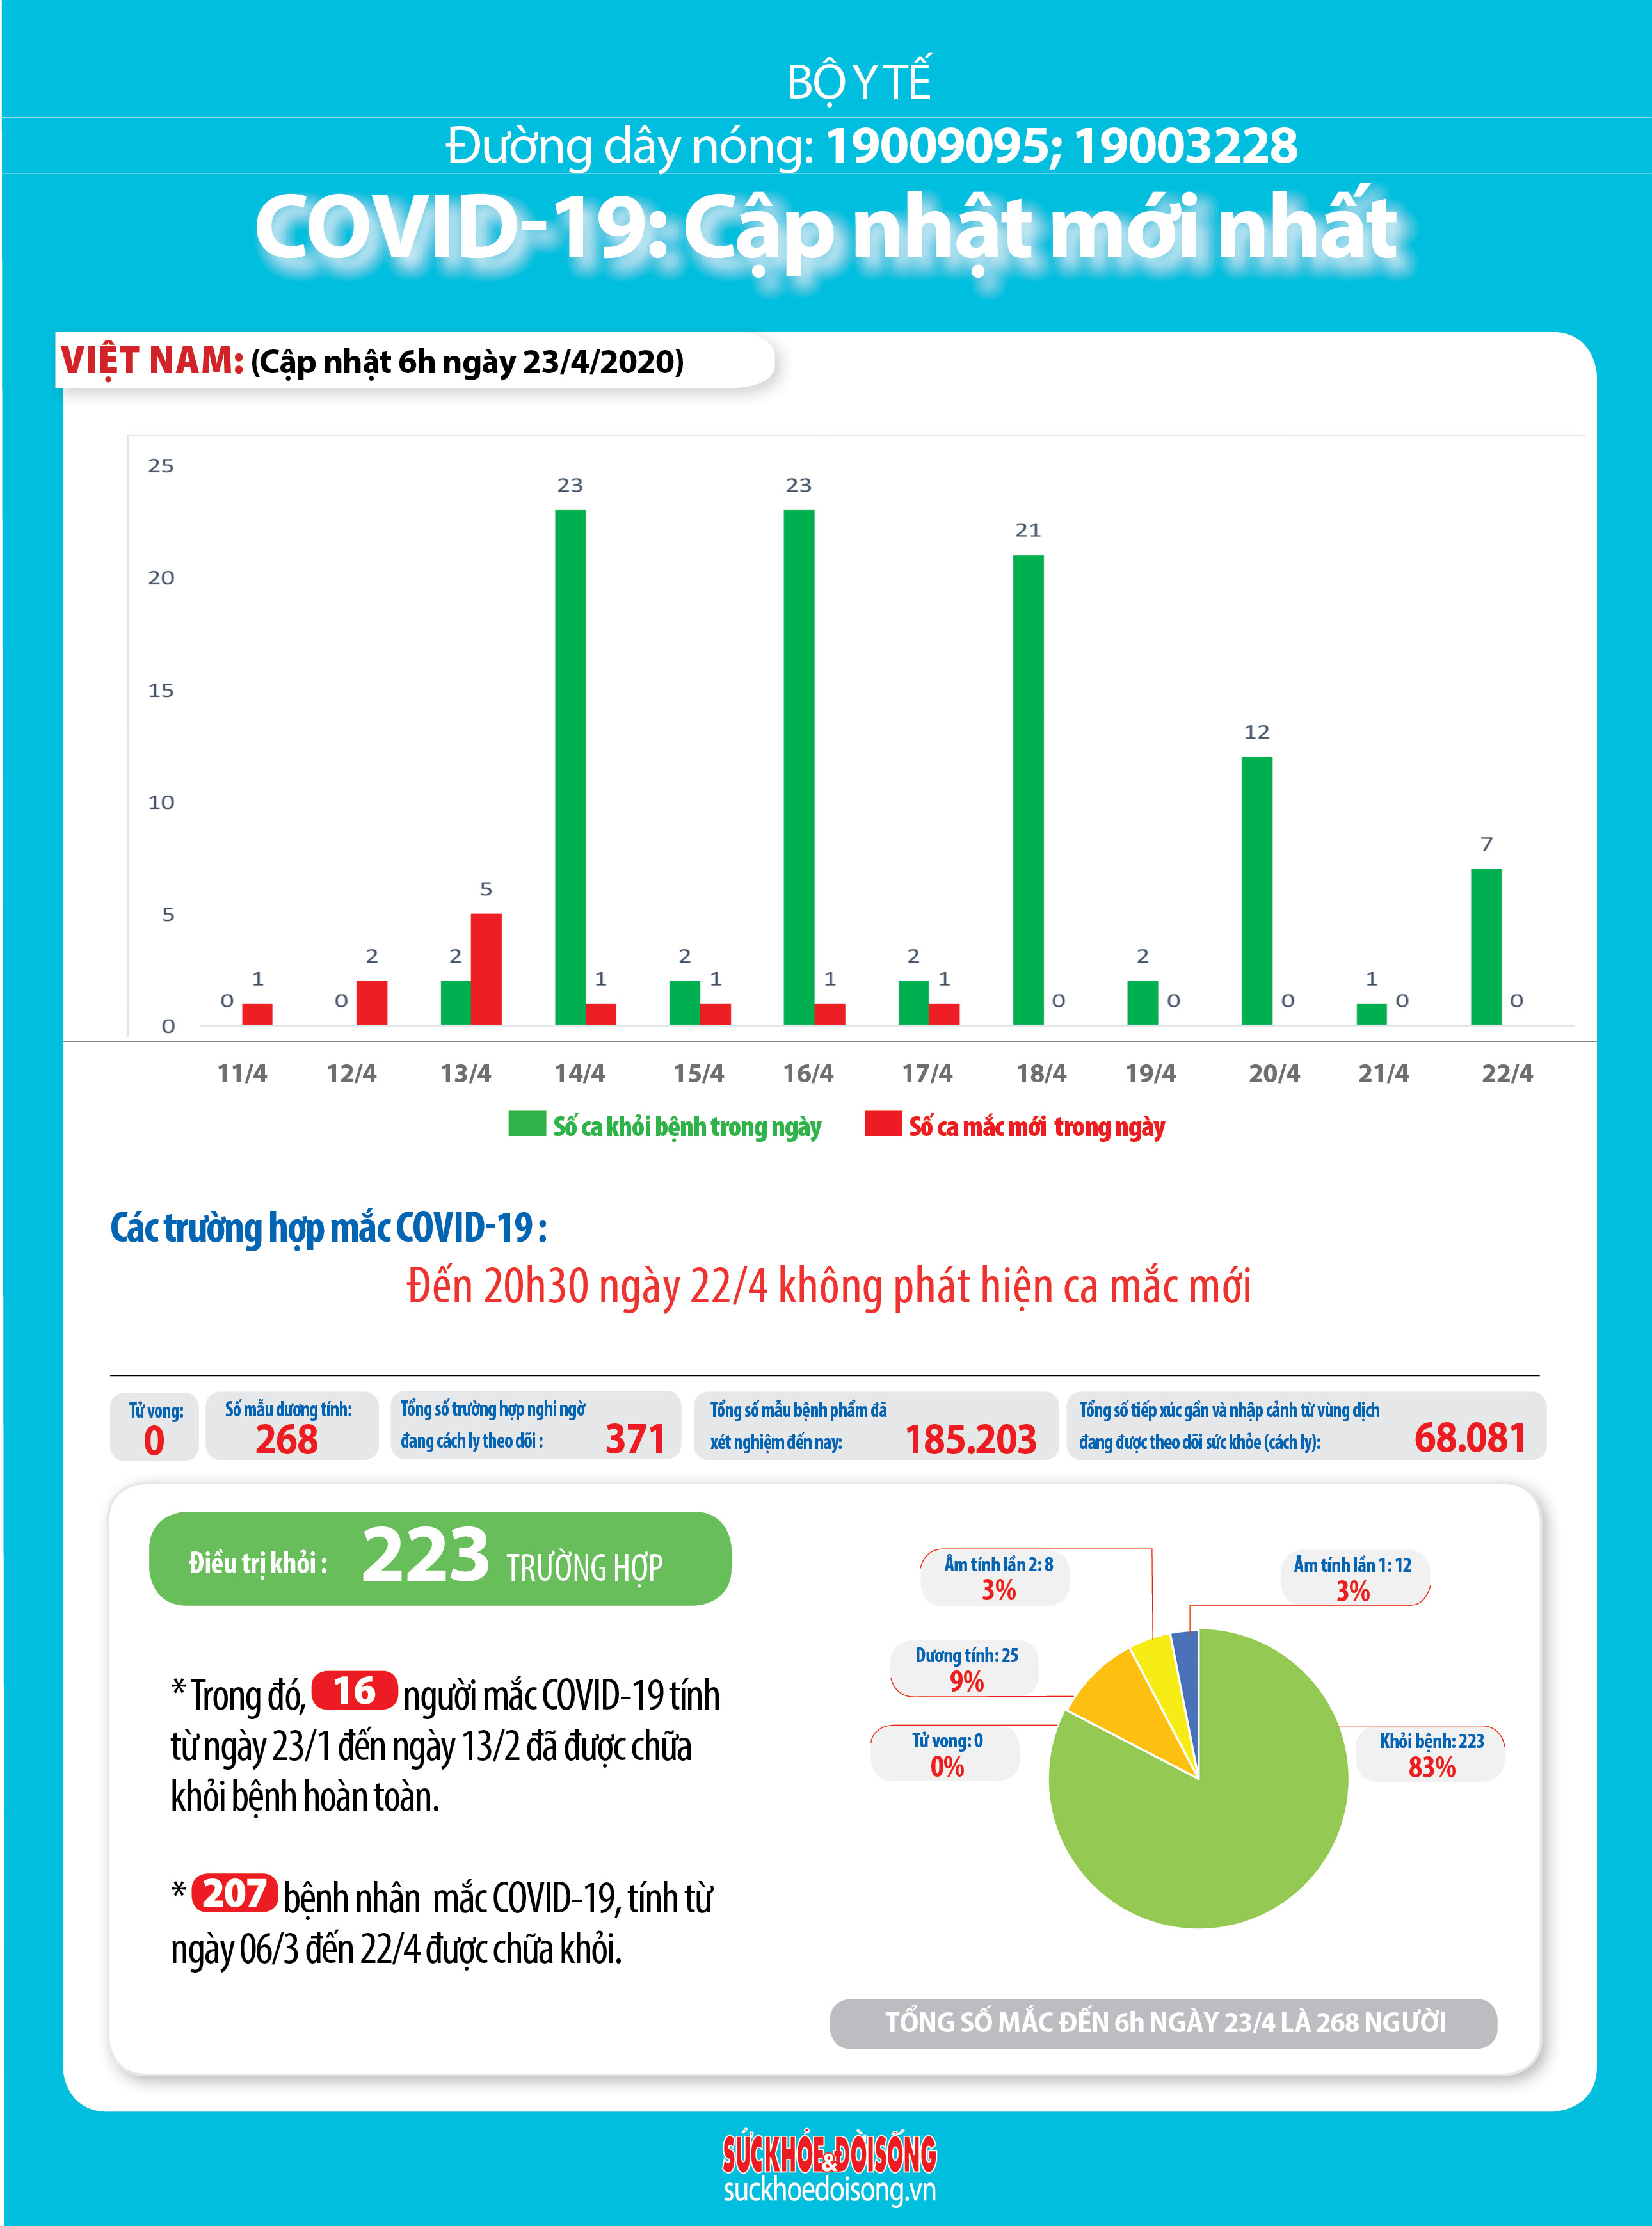 BỘ Y TẾ
Đường dây nóng: 19009095; 19003228
COVID-19: Cập nhật mới nhất
VIỆT NAM: (Cập nhật 6h ngày 23/4/2020)
25
20
15
10
5
0
0 1
0 2
2 5
23 1
2 1
23 1
2 1
21 0
2 0
12 0
1 0
7 0
11/4 12/4 13/4 14/4 15/4 16/4 17/4 18/4 19/4 20/4 21/4 22/4
Số ca khỏi bệnh trong ngày Số ca mắc mới trong ngày
Các trường hợp mắc COVID-19 :
Đến 20h30 ngày 22/4 không phát hiện ca mắc mới
Tử vong:
0
Số mẫu dương tính:
268
Tổng số trường hợp nghi ngờ
đang cách ly theo dõi : 371
Tổng số mẫu bệnh phẩm đã
xét nghiệm đến nay: 185.203
Tổng số tiếp xúc gần và nhập cảnh từ vùng dịch
đang được theo dõi sức khỏe (cách ly): 68.081
Điều trị khỏi : 223 TRƯỜNG HỢP
* Trong đó, 16 người mắc COVID-19 tính
từ ngày 23/1 đến ngày 13/2 đã được chữa
khỏi bệnh hoàn toàn.
* 207 bệnh nhân mắc COVID-19, tính từ
ngày 06/3 đến 22/4 được chữa khỏi.
Âm tính lần 2: 8
3%
Âm tính lần 1: 12
3%
Dương tính: 25
9%
Tử vong: 0
0%
Khỏi bệnh: 223
83%
TỔNG SỐ MẮC ĐẾN 6h NGÀY 23/4 LÀ 268 NGƯỜI
SỨC KHỎE & ĐỜI SỐNG
suckhoedoisong.vn